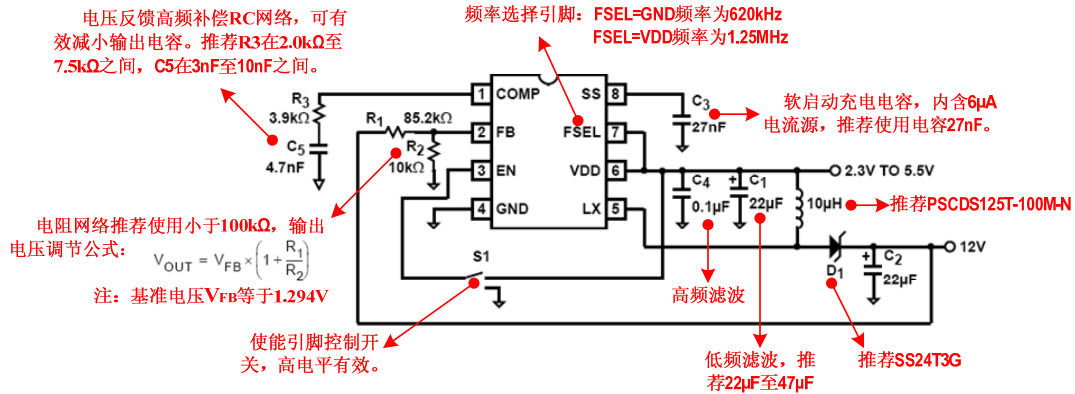 电压反馈高频补偿RC网络，可有
效减小输出电容。推荐R3在2.0kΩ至
7.5kΩ之间，C5在3nF至10nF之间。
频率选择引脚：FSEL=GND频率为620kHz
FSEL=VDD频率为1.25MHz
R3
3.9kΩ
C5
4.7nF
R1
85.2kΩ
R2
10kΩ
1 COMP
2 FB
3 EN
4 GND
SS 8
FSEL 7
VDD 6
LX 5
C3
27nF
软启动充电电容，内含6μA
电流源，推荐使用电容27nF。
C4
0.1μF
C1
22μF
+
10μH
2.3V TO 5.5V
推荐PSCDS125T-100M-N
12V
D1
+
C2
22μF
S1
电阻网络推荐使用小于100kΩ，输出
电压调节公式：
VOUT = VFB × (1 + R1/R2)
注：基准电压VFB等于1.294V
使能引脚控制开
关，高电平有效。
高频滤波
低频滤波，推
荐22μF至47μF
推荐SS24T3G